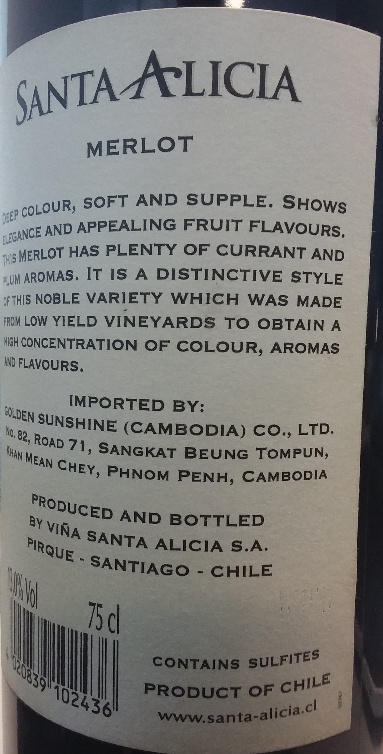 SANTA ALICIA
MERLOT
DEEP COLOUR, SOFT AND SUPPLE. SHOWS
ELEGANCE AND APPEALING FRUIT FLAVOURS.
THIS MERLOT HAS PLENTY OF CURRANT AND
PLUM AROMAS. IT IS A DISTINCTIVE STYLE
OF THIS NOBLE VARIETY WHICH WAS MADE
FROM LOW YIELD VINEYARDS TO OBTAIN A
HIGH CONCENTRATION OF COLOUR, AROMAS
AND FLAVOURS.
IMPORTED BY:
GOLDEN SUNSHINE (CAMBODIA) CO., LTD.
NO. 82, ROAD 71, SANGKAT BEUNG TOMPUN,
KHAN MEAN CHEY, PHNOM PENH, CAMBODIA
PRODUCED AND BOTTLED
BY VIÑA SANTA ALICIA S.A.
PIRQUE - SANTIAGO - CHILE
% Vol 75 cl
020839 102436
CONTAINS SULFITES
PRODUCT OF CHILE
www.santa-alicia.cl